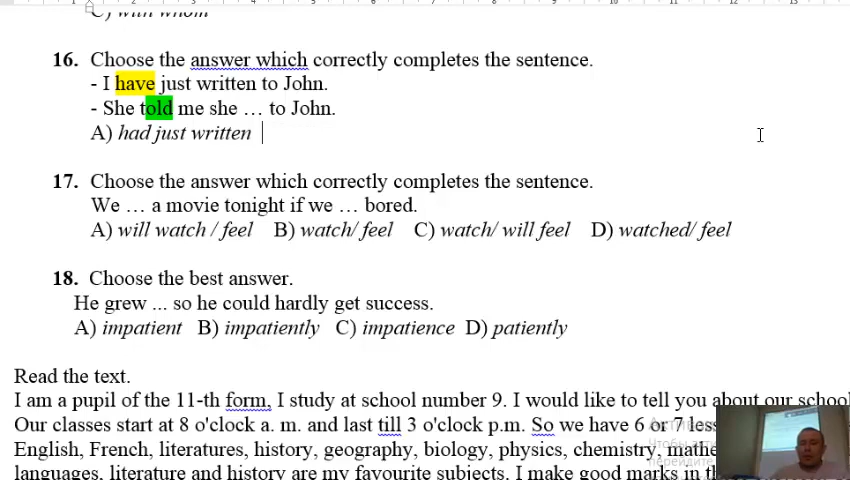 C) with whom
16. Choose the answer which correctly completes the sentence.
- I have just written to John.
- She told me she … to John.
A) had just written
17. Choose the answer which correctly completes the sentence.
We … a movie tonight if we … bored.
A) will watch / feel B) watch/ feel C) watch/ will feel D) watched/ feel
18. Choose the best answer.
He grew ... so he could hardly get success.
A) impatient B) impatiently C) impatience D) patiently
Read the text.
I am a pupil of the 11-th form, I study at school number 9. I would like to tell you about our school
Our classes start at 8 o'clock a. m. and last till 3 o'clock p.m. So we have 6 or 7 less
English, French, literatures, history, geography, biology, physics, chemistry, mathe
languages, literature and history are my favourite subjects. I make good marks in th